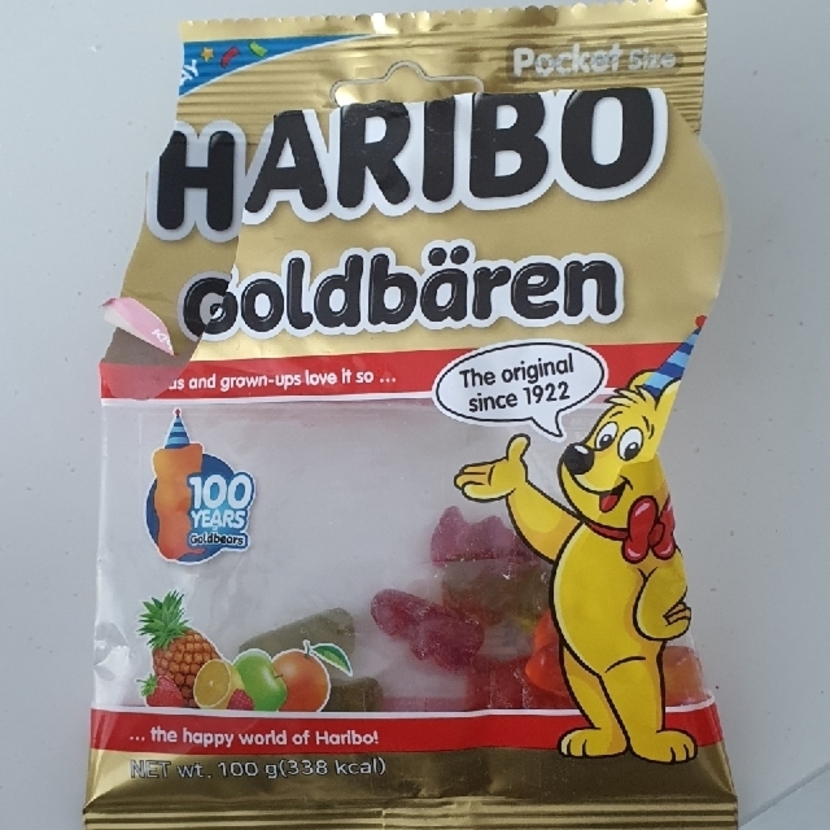 Pocket Size
HARIBO
Goldbären
and grown-ups love it so ...
The original
since 1922
100
YEARS
Goldbears
... the happy world of Haribo!
NET wt. 100 g(338 kcal)